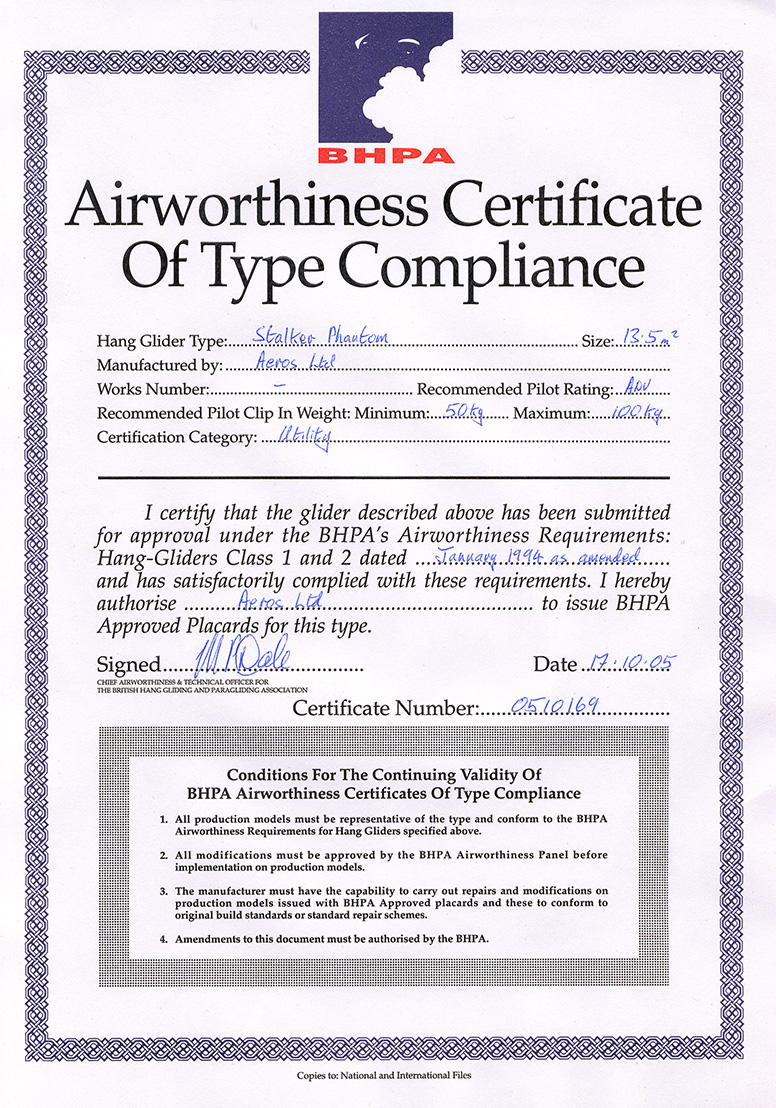 BHPA
Airworthiness Certificate
Of Type Compliance
Hang Glider Type: Stalker Phantom Size: 13.5m²
Manufactured by: Aeros Ltd
Works Number: – Recommended Pilot Rating: ADV
Recommended Pilot Clip In Weight: Minimum: 50kg Maximum: 100kg
Certification Category: Utility
I certify that the glider described above has been submitted
for approval under the BHPA's Airworthiness Requirements:
Hang-Gliders Class 1 and 2 dated January 1994 as amended
and has satisfactorily complied with these requirements. I hereby
authorise Aeros Ltd to issue BHPA
Approved Placards for this type.
Signed Date 17.10.05
CHIEF AIRWORTHINESS & TECHNICAL OFFICER FOR
THE BRITISH HANG GLIDING AND PARAGLIDING ASSOCIATION
Certificate Number: 0510169
Conditions For The Continuing Validity Of
BHPA Airworthiness Certificates Of Type Compliance
1. All production models must be representative of the type and conform to the BHPA
Airworthiness Requirements for Hang Gliders specified above.
2. All modifications must be approved by the BHPA Airworthiness Panel before
implementation on production models.
3. The manufacturer must have the capability to carry out repairs and modifications on
production models issued with BHPA Approved placards and these to conform to
original build standards or standard repair schemes.
4. Amendments to this document must be authorised by the BHPA.
Copies to: National and International Files